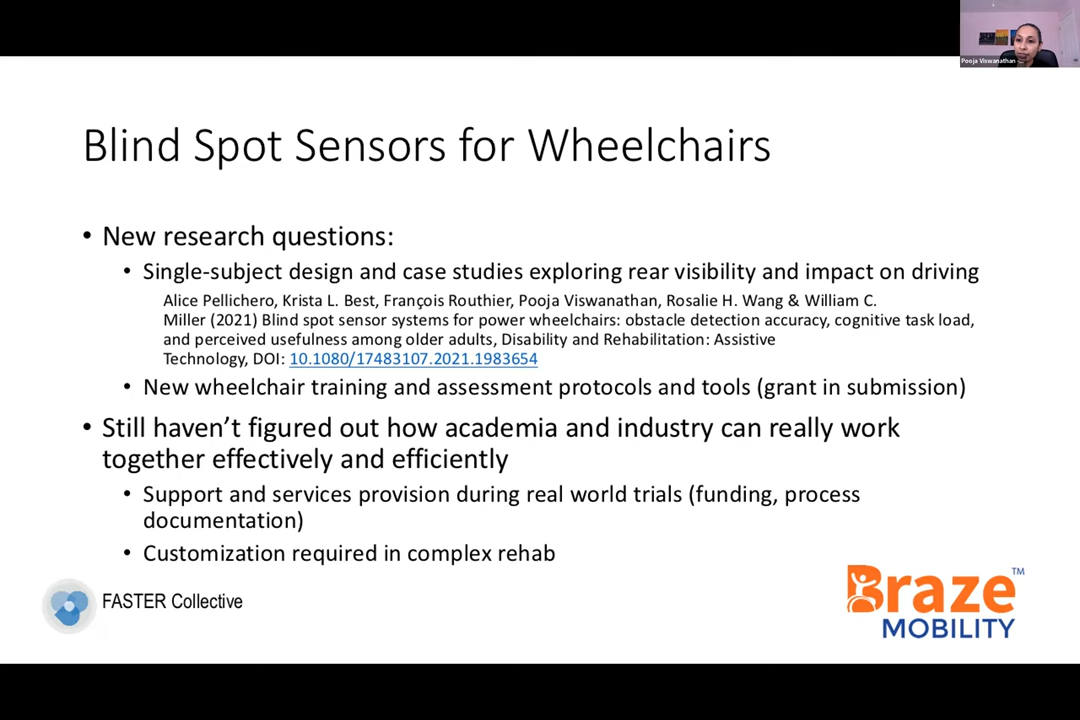 Pooja Viswanathan
Blind Spot Sensors for Wheelchairs
• New research questions:
• Single-subject design and case studies exploring rear visibility and impact on driving
Alice Pellichero, Krista L. Best, François Routhier, Pooja Viswanathan, Rosalie H. Wang & William C.
Miller (2021) Blind spot sensor systems for power wheelchairs: obstacle detection accuracy, cognitive task load,
and perceived usefulness among older adults, Disability and Rehabilitation: Assistive
Technology, DOI: 10.1080/17483107.2021.1983654
• New wheelchair training and assessment protocols and tools (grant in submission)
• Still haven’t figured out how academia and industry can really work
together effectively and efficiently
• Support and services provision during real world trials (funding, process
documentation)
• Customization required in complex rehab
FASTER Collective
Braze™
MOBILITY